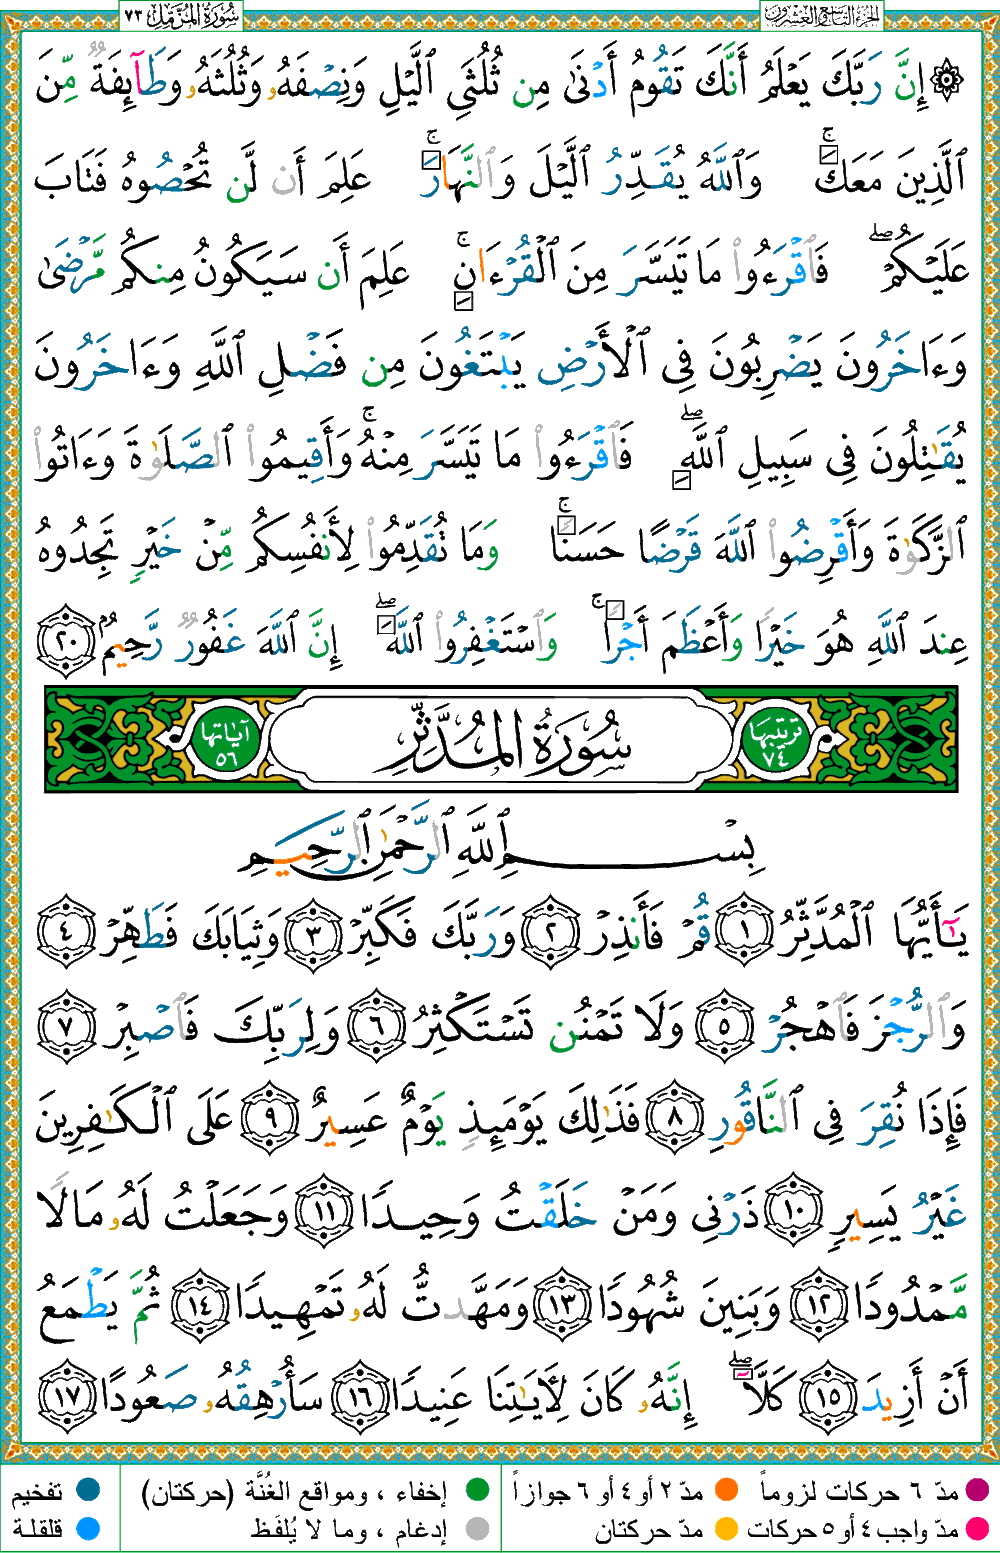 الجزء التاسع والعشرون
سُورَةُ المُزَّمِّل ٧٣
۞ إِنَّ رَبَّكَ يَعْلَمُ أَنَّكَ تَقُومُ أَدْنَىٰ مِن ثُلُثَىِ ٱلَّيْلِ وَنِصْفَهُۥ وَثُلُثَهُۥ وَطَآئِفَةٌ مِّنَ
ٱلَّذِينَ مَعَكَ ۚ وَٱللَّهُ يُقَدِّرُ ٱلَّيْلَ وَٱلنَّهَارَ ۚ عَلِمَ أَن لَّن تُحْصُوهُ فَتَابَ
عَلَيْكُمْ ۖ فَٱقْرَءُوا۟ مَا تَيَسَّرَ مِنَ ٱلْقُرْءَانِ ۚ عَلِمَ أَن سَيَكُونُ مِنكُم مَّرْضَىٰ
وَءَاخَرُونَ يَضْرِبُونَ فِى ٱلْأَرْضِ يَبْتَغُونَ مِن فَضْلِ ٱللَّهِ وَءَاخَرُونَ
يُقَٰتِلُونَ فِى سَبِيلِ ٱللَّهِ ۖ فَٱقْرَءُوا۟ مَا تَيَسَّرَ مِنْهُ ۚ وَأَقِيمُوا۟ ٱلصَّلَوٰةَ وَءَاتُوا۟
ٱلزَّكَوٰةَ وَأَقْرِضُوا۟ ٱللَّهَ قَرْضًا حَسَنًا ۚ وَمَا تُقَدِّمُوا۟ لِأَنفُسِكُم مِّنْ خَيْرٍ تَجِدُوهُ
عِندَ ٱللَّهِ هُوَ خَيْرًا وَأَعْظَمَ أَجْرًا ۚ وَٱسْتَغْفِرُوا۟ ٱللَّهَ ۖ إِنَّ ٱللَّهَ غَفُورٌ رَّحِيمٌۢ ٢٠
ترتيبها ٧٤ سُورَةُ المُدَّثِّرِ آياتها ٥٦
بِسْمِ ٱللَّهِ ٱلرَّحْمَٰنِ ٱلرَّحِيمِ
يَٰٓأَيُّهَا ٱلْمُدَّثِّرُ ١ قُمْ فَأَنذِرْ ٢ وَرَبَّكَ فَكَبِّرْ ٣ وَثِيَابَكَ فَطَهِّرْ ٤
وَٱلرُّجْزَ فَٱهْجُرْ ٥ وَلَا تَمْنُن تَسْتَكْثِرُ ٦ وَلِرَبِّكَ فَٱصْبِرْ ٧
فَإِذَا نُقِرَ فِى ٱلنَّاقُورِ ٨ فَذَٰلِكَ يَوْمَئِذٍ يَوْمٌ عَسِيرٌ ٩ عَلَى ٱلْكَٰفِرِينَ
غَيْرُ يَسِيرٍ ١٠ ذَرْنِى وَمَنْ خَلَقْتُ وَحِيدًا ١١ وَجَعَلْتُ لَهُۥ مَالًا
مَّمْدُودًا ١٢ وَبَنِينَ شُهُودًا ١٣ وَمَهَّدتُّ لَهُۥ تَمْهِيدًا ١٤ ثُمَّ يَطْمَعُ
أَنْ أَزِيدَ ١٥ كَلَّآ ۖ إِنَّهُۥ كَانَ لِأَيَٰتِنَا عَنِيدًا ١٦ سَأُرْهِقُهُۥ صَعُودًا ١٧
مدّ ٦ حركات لزوماً مدّ ٢ أو ٤ أو ٦ جوازاً إخفاء ، ومواقع الغُنَّة (حركتان) تفخيم
مدّ واجب ٤ أو ٥ حركات مدّ حركتان إدغام ، وما لا يُلفَظ قلقلة